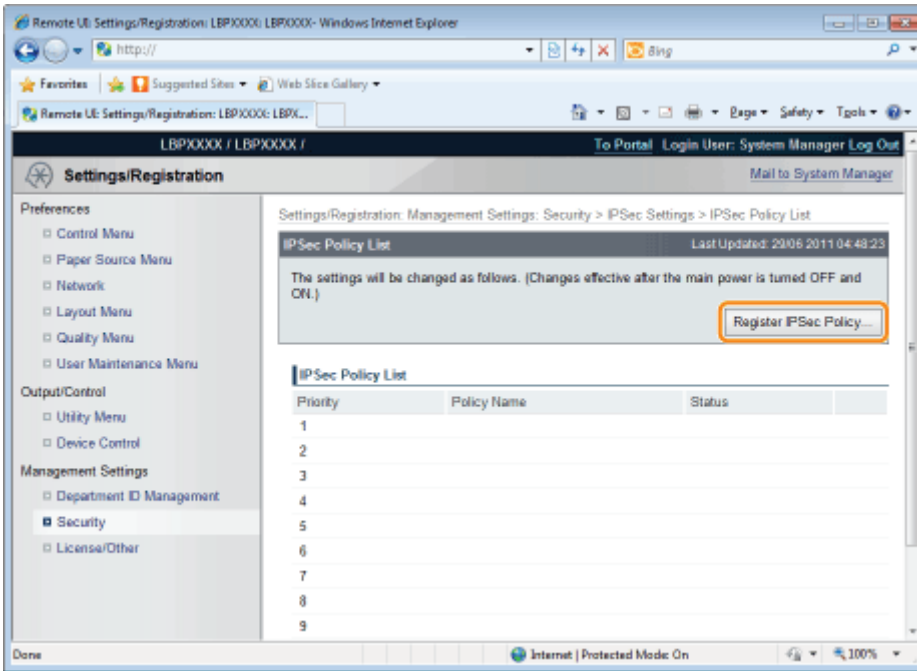 Remote UI: Settings/Registration: LBPXXXX: LBPXXXX- Windows Internet Explorer
http://
Bing
Favorites Suggested Sites Web Slice Gallery
Remote UI: Settings/Registration: LBPXXXX: LBPX...
Page Safety Tools
LBPXXXX / LBPXXXX /
To Portal Login User: System Manager Log Out
Settings/Registration
Mail to System Manager
Preferences
Control Menu
Paper Source Menu
Network
Layout Menu
Quality Menu
User Maintenance Menu
Output/Control
Utility Menu
Device Control
Management Settings
Department ID Management
Security
License/Other
Settings/Registration: Management Settings: Security > IPSec Settings > IPSec Policy List
IPSec Policy List
Last Updated: 29/06 2011 04:48:23
The settings will be changed as follows. (Changes effective after the main power is turned OFF and
ON.)
Register IPSec Policy...
IPSec Policy List
Priority Policy Name Status
1
2
3
4
5
6
7
8
9
Done
Internet | Protected Mode: On
100%